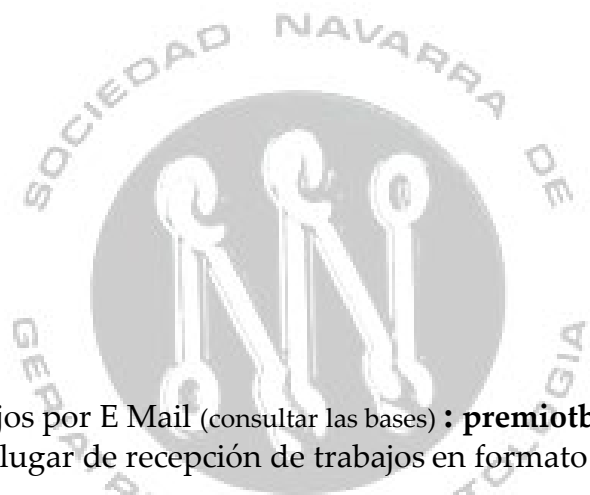 SOCIEDAD NAVARRA DE
jos por E Mail (consultar las bases) : premiotb
lugar de recepción de trabajos en formato